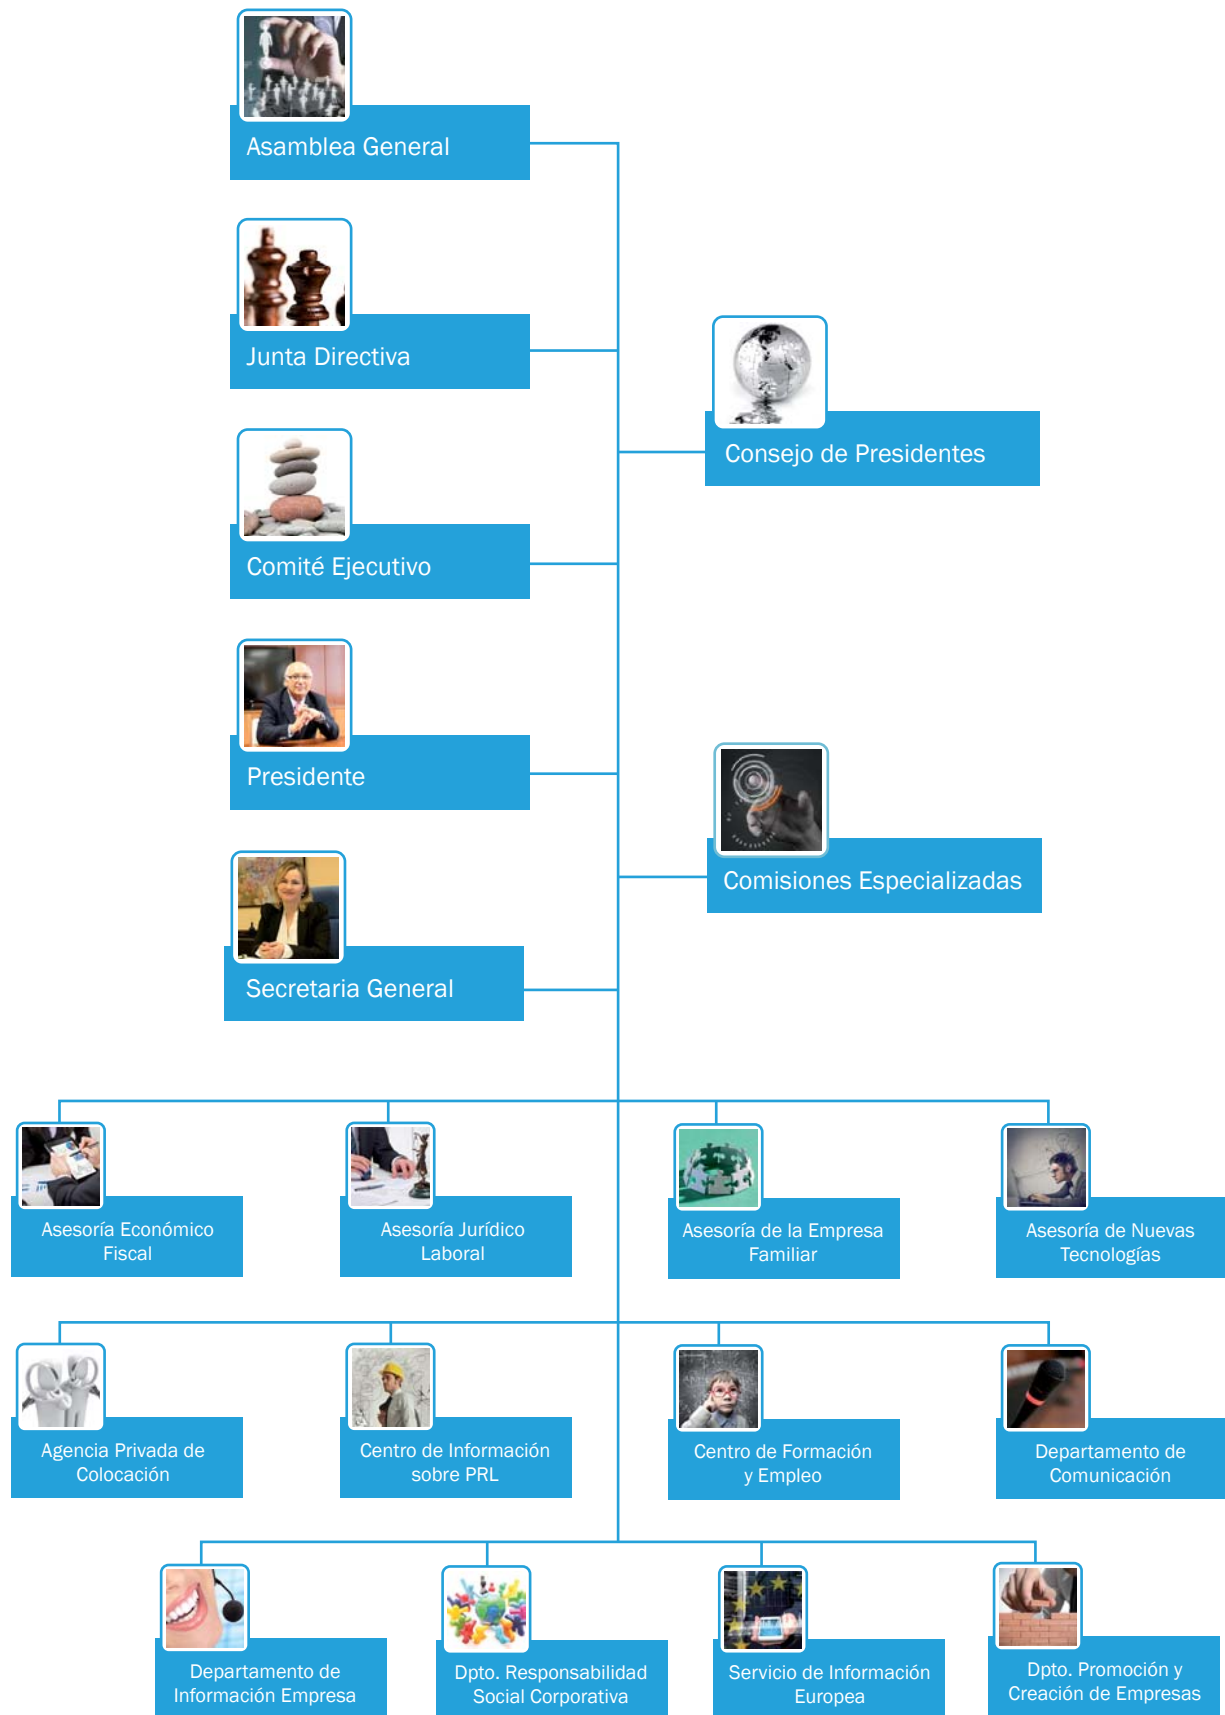 Asamblea General
Junta Directiva
Consejo de Presidentes
Comité Ejecutivo
Presidente
Comisiones Especializadas
Secretaria General
Asesoría Económico
Fiscal
Asesoría Jurídico
Laboral
Asesoría de la Empresa
Familiar
Asesoría de Nuevas
Tecnologías
Agencia Privada de
Colocación
Centro de Información
sobre PRL
Centro de Formación
y Empleo
Departamento de
Comunicación
Departamento de
Información Empresa
Dpto. Responsabilidad
Social Corporativa
Servicio de Información
Europea
Dpto. Promoción y
Creación de Empresas